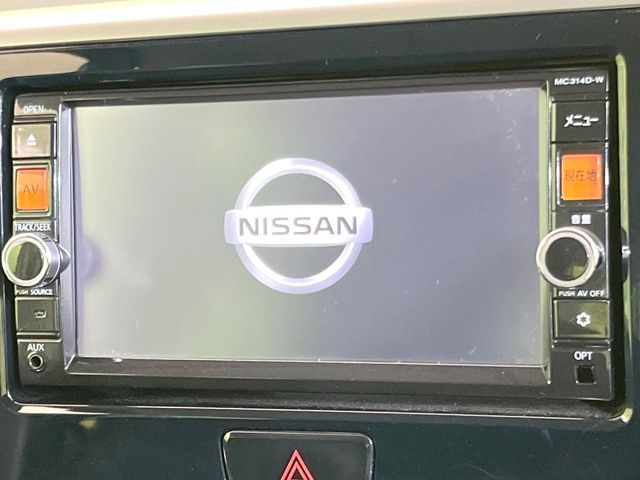 MC314D-W
OPEN
メニュー
AV
現在地
TRACK/SEEK
音量
NISSAN
PUSH SOURCE
PUSH AV OFF
AUX
OPT